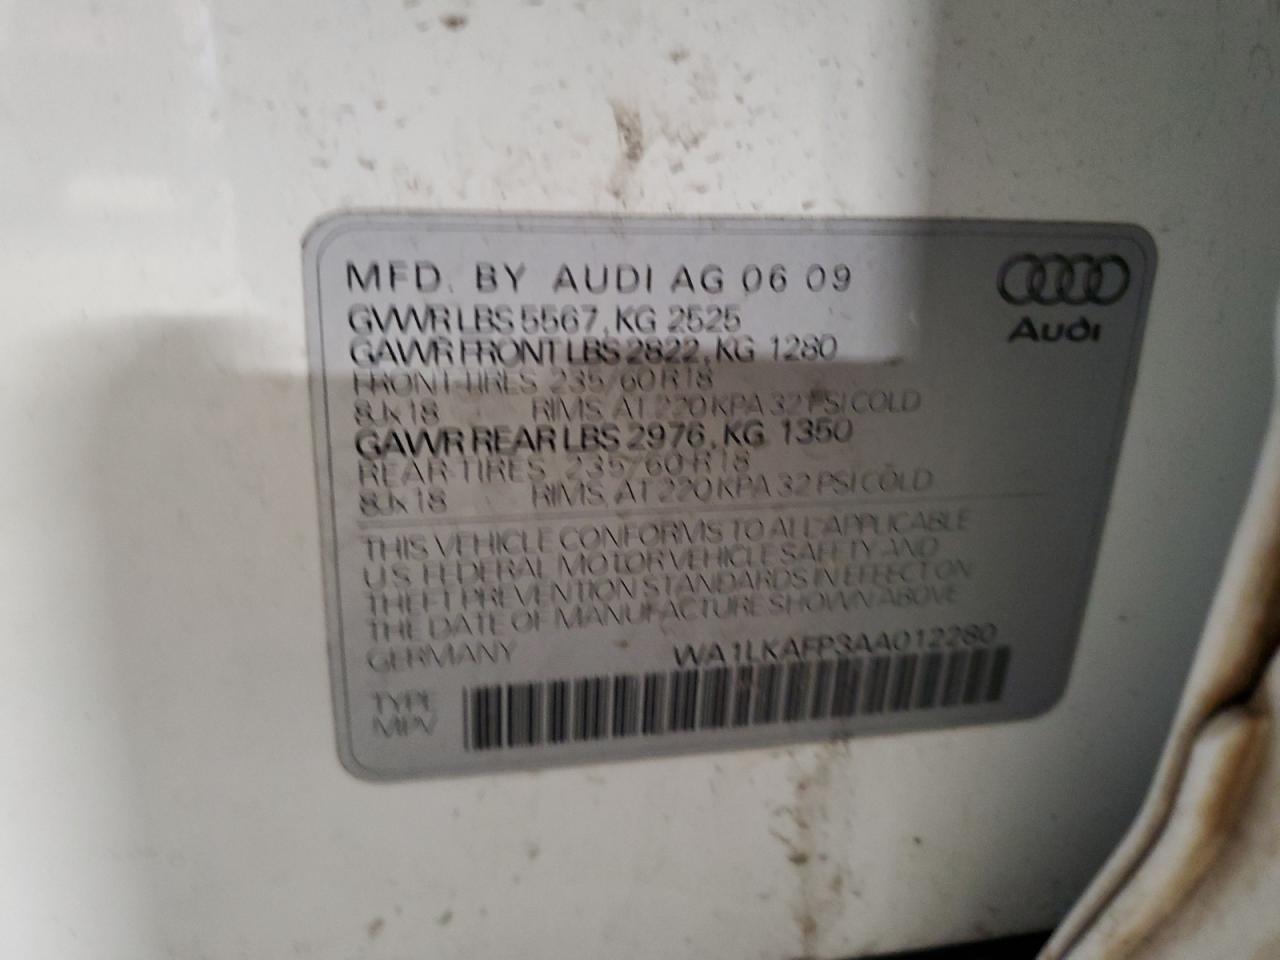 MFD. BY AUDI AG 06 09
Audi
GVWR LBS 5567, KG 2525
GAWR FRONT LBS 2822, KG 1280
FRONT-TIRES 235/60 R18
8Jx18 RIMS, AT 220 KPA 32 PSI COLD
GAWR REAR LBS 2976, KG 1350
REAR-TIRES 235/60 R18
8Jx18 RIMS, AT 220 KPA 32 PSI COLD
THIS VEHICLE CONFORMS TO ALL APPLICABLE
U.S. FEDERAL MOTOR VEHICLE SAFETY AND
THEFT PREVENTION STANDARDS IN EFFECT ON
THE DATE OF MANUFACTURE SHOWN ABOVE
GERMANY WA1LKAFP3AA012280
TYPE
MPV